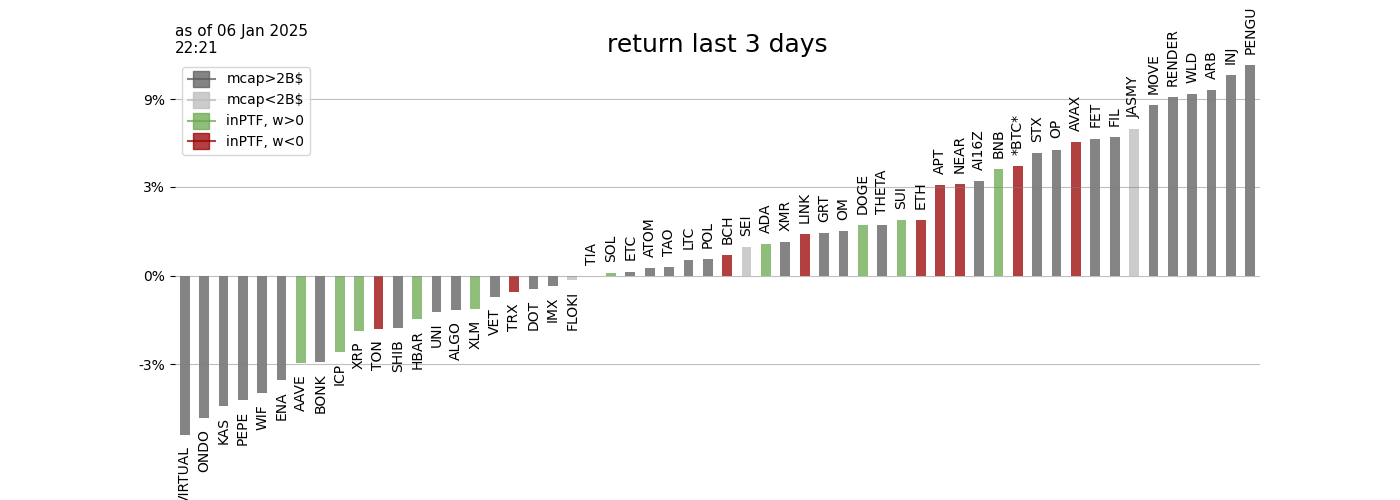 as of 06 Jan 2025
22:21
return last 3 days
mcap>2B$
mcap<2B$
inPTF, w>0
inPTF, w<0
9%
3%
0%
-3%
VIRTUAL
ONDO
KAS
PEPE
WIF
ENA
AAVE
BONK
ICP
XRP
TON
SHIB
HBAR
UNI
ALGO
XLM
VET
TRX
DOT
IMX
FLOKI
TIA
SOL
ETC
ATOM
TAO
LTC
POL
BCH
SEI
ADA
XMR
LINK
GRT
OM
DOGE
THETA
SUI
ETH
APT
NEAR
AI16Z
BNB
*BTC*
STX
OP
AVAX
FET
FIL
JASMY
MOVE
RENDER
WLD
ARB
INJ
PENGU